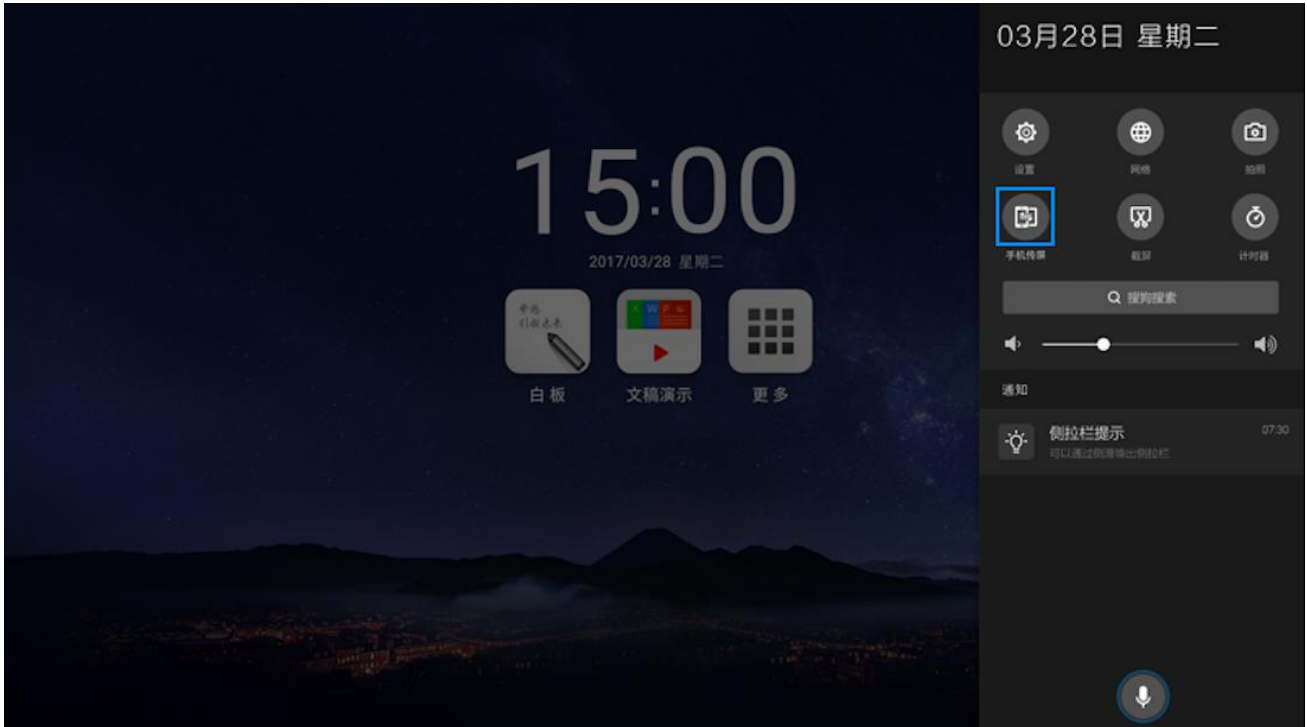 03月28日 星期二
设置
网络
拍照
手机传屏
截屏
计时器
搜狗搜索
通知
侧拉栏提示
07:30
可以通过侧滑唤出侧拉栏
15:00
2017/03/28 星期二
X W P G
白板
文稿演示
更多